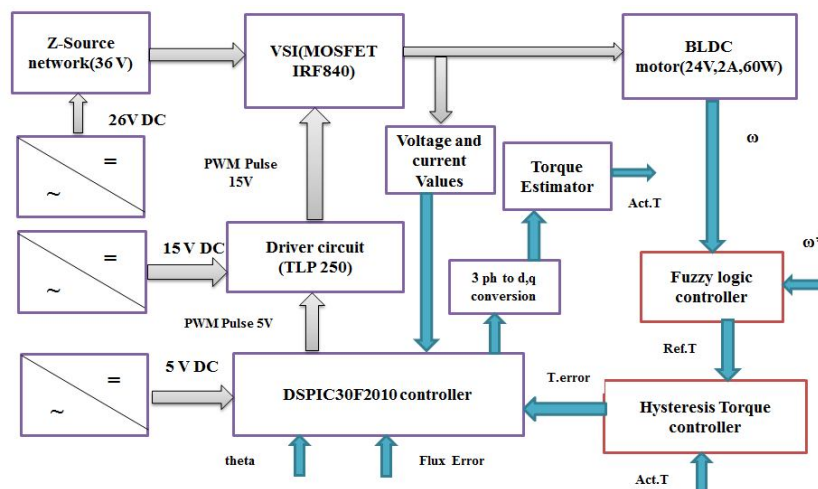 Z-Source
network(36 V)
VSI(MOSFET
IRF840)
BLDC
motor(24V,2A,60W)
26V DC
=
~
PWM Pulse
15V
Voltage and
current
Values
Torque
Estimator
Act.T
ω
ω*
15 V DC
=
~
Driver circuit
(TLP 250)
3 ph to d,q
conversion
Fuzzy logic
controller
PWM Pulse 5V
Ref.T
5 V DC
=
~
DSPIC30F2010 controller
T.error
Hysteresis Torque
controller
theta
Flux Error
Act.T